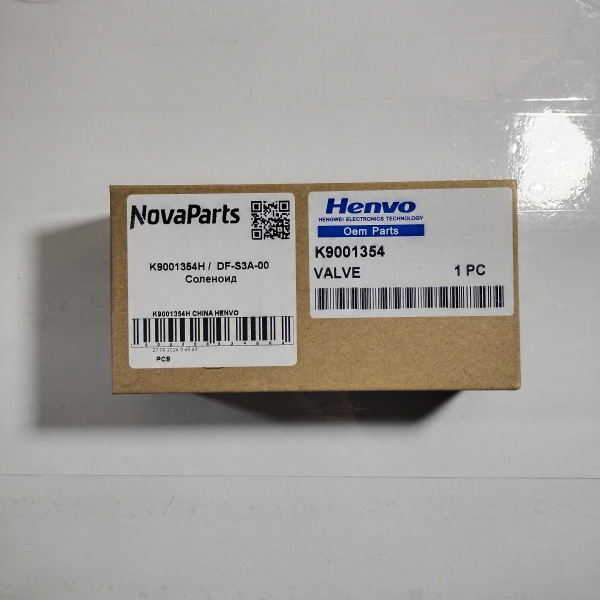 NovaParts
K9001354H / DF-S3A-00
Соленоид
K9001354H CHINA HENVO
PCS
Henvo
HENGWEI ELECTRONICS TECHNOLOGY
Oem Parts
K9001354
VALVE 1 PC